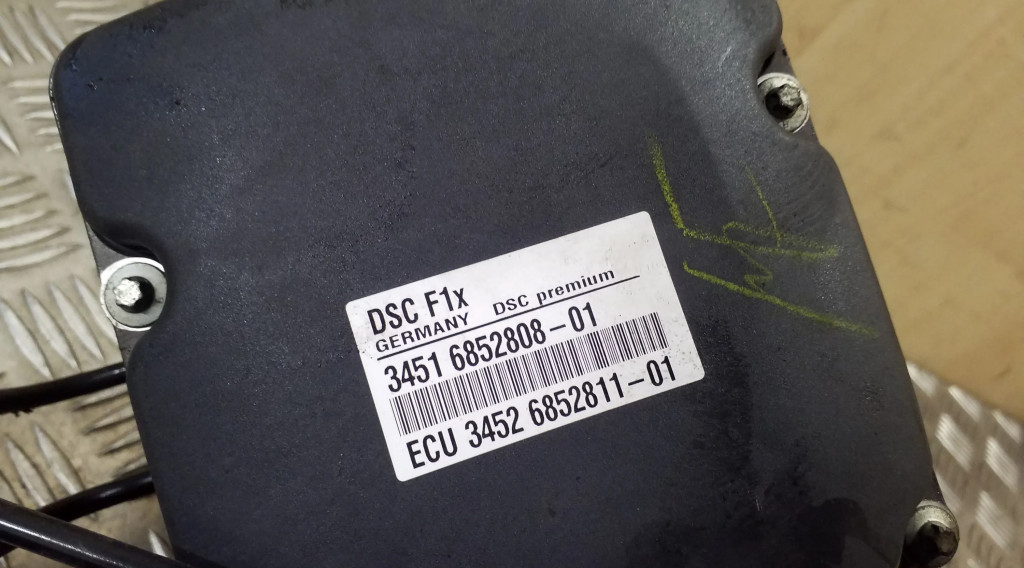 DSC F1x
GERMANY DSC premium
3451 6852808-01
ECU 3452 6852811-01